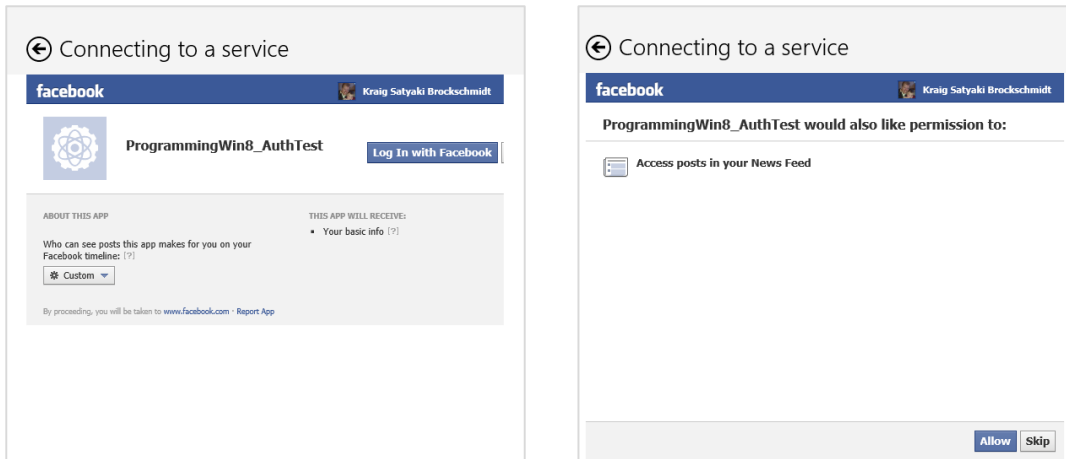 Connecting to a service
facebook
Kraig Satyaki Brockschmidt
ProgrammingWin8_AuthTest
Log In with Facebook
ABOUT THIS APP
Who can see posts this app makes for you on your
Facebook timeline: [?]
Custom
THIS APP WILL RECEIVE:
▪ Your basic info [?]
By proceeding, you will be taken to www.facebook.com · Report App
Connecting to a service
facebook
Kraig Satyaki Brockschmidt
ProgrammingWin8_AuthTest would also like permission to:
Access posts in your News Feed
Allow
Skip